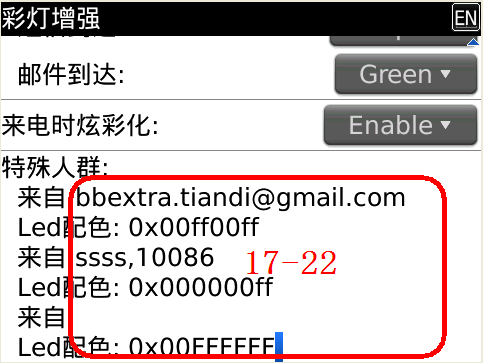 彩灯增强
EN
邮件到达:
Green
来电时炫彩化:
Enable
特殊人群:
来自 bbextra.tiandi@gmail.com
Led配色: 0x00ff00ff
来自 ssss,10086
17-22
Led配色: 0x000000ff
来自
Led配色: 0x00FFFFFF